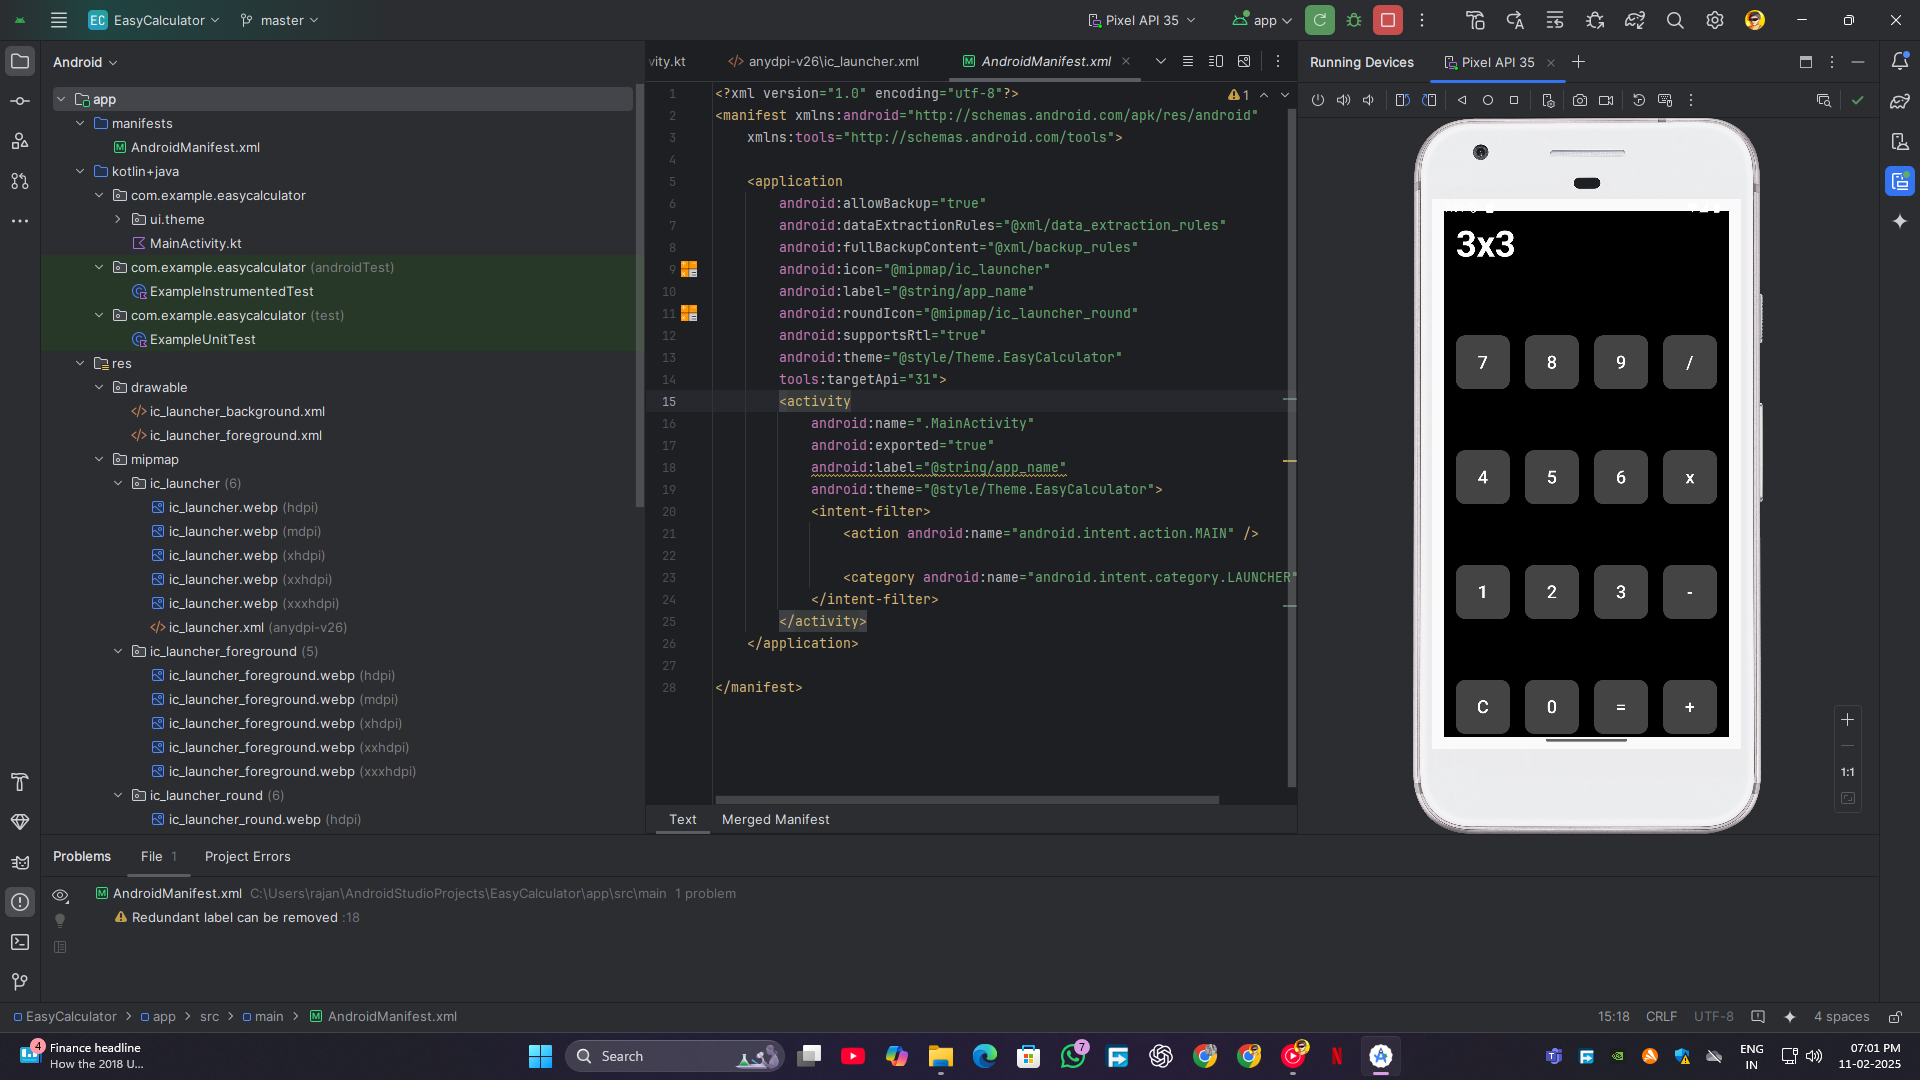 EC EasyCalculator master Pixel API 35 app
Android
app
manifests
AndroidManifest.xml
kotlin+java
com.example.easycalculator
ui.theme
MainActivity.kt
com.example.easycalculator (androidTest)
ExampleInstrumentedTest
com.example.easycalculator (test)
ExampleUnitTest
res
drawable
ic_launcher_background.xml
ic_launcher_foreground.xml
mipmap
ic_launcher (6)
ic_launcher.webp (hdpi)
ic_launcher.webp (mdpi)
ic_launcher.webp (xhdpi)
ic_launcher.webp (xxhdpi)
ic_launcher.webp (xxxhdpi)
ic_launcher.xml (anydpi-v26)
ic_launcher_foreground (5)
ic_launcher_foreground.webp (hdpi)
ic_launcher_foreground.webp (mdpi)
ic_launcher_foreground.webp (xhdpi)
ic_launcher_foreground.webp (xxhdpi)
ic_launcher_foreground.webp (xxxhdpi)
ic_launcher_round (6)
ic_launcher_round.webp (hdpi)
vity.kt anydpi-v26\ic_launcher.xml AndroidManifest.xml
1 <?xml version="1.0" encoding="utf-8"?> 1
2 <manifest xmlns:android="http://schemas.android.com/apk/res/android"
3 xmlns:tools="http://schemas.android.com/tools">
4
5 <application
6 android:allowBackup="true"
7 android:dataExtractionRules="@xml/data_extraction_rules"
8 android:fullBackupContent="@xml/backup_rules"
9 android:icon="@mipmap/ic_launcher"
10 android:label="@string/app_name"
11 android:roundIcon="@mipmap/ic_launcher_round"
12 android:supportsRtl="true"
13 android:theme="@style/Theme.EasyCalculator"
14 tools:targetApi="31">
15 <activity
16 android:name=".MainActivity"
17 android:exported="true"
18 android:label="@string/app_name"
19 android:theme="@style/Theme.EasyCalculator">
20 <intent-filter>
21 <action android:name="android.intent.action.MAIN" />
22
23 <category android:name="android.intent.category.LAUNCHER"
24 </intent-filter>
25 </activity>
26 </application>
27
28 </manifest>
Text Merged Manifest
Running Devices Pixel API 35
3x3
7 8 9 /
4 5 6 x
1 2 3 -
C 0 = +
1:1
Problems File 1 Project Errors
AndroidManifest.xml C:\Users\rajan\AndroidStudioProjects\EasyCalculator\app\src\main 1 problem
Redundant label can be removed :18
EasyCalculator > app > src > main > AndroidManifest.xml
15:18 CRLF UTF-8 4 spaces
4
Finance headline
How the 2018 U...
Search
7
ENG
IN
07:01 PM
11-02-2025